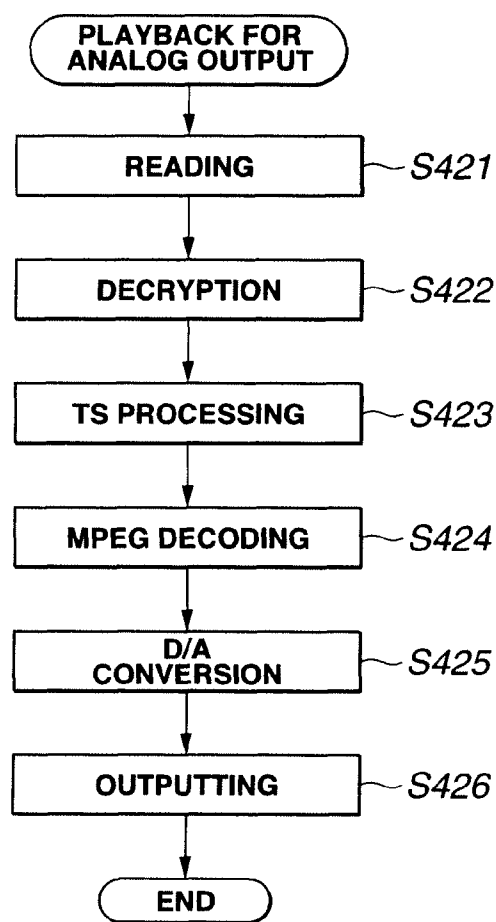 PLAYBACK FOR
ANALOG OUTPUT
READING S421
DECRYPTION S422
TS PROCESSING S423
MPEG DECODING S424
D/A
CONVERSION S425
OUTPUTTING S426
END